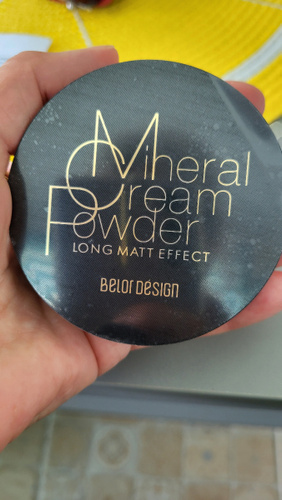 Mineral
Cream
Powder
LONG MATT EFFECT
BELOR DESIGN